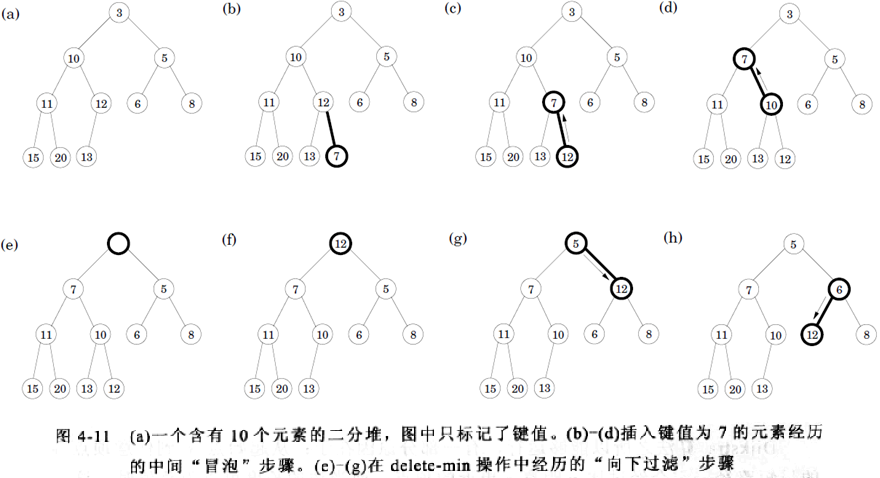 (a)
3
10 5
11 12 6 8
15 20 13
(b)
3
10 5
11 12 6 8
15 20 13 7
(c)
3
10 5
11 7 6 8
15 20 13 12
(d)
3
7 5
11 10 6 8
15 20 13 12
(e)
7 5
11 10 6 8
15 20 13 12
(f)
12
7 5
11 10 6 8
15 20 13
(g)
5
7 12
11 10 6 8
15 20 13
(h)
5
7 6
11 10 12 8
15 20 13
图 4-11 (a)一个含有 10 个元素的二分堆，图中只标记了键值。(b)-(d)插入键值为 7 的元素经历
的中间“冒泡”步骤。(e)-(g)在 delete-min 操作中经历的“向下过滤”步骤